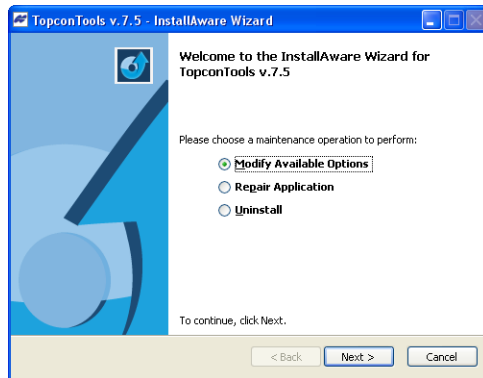 TopconTools v.7.5 - InstallAware Wizard
Welcome to the InstallAware Wizard for
TopconTools v.7.5
Please choose a maintenance operation to perform:
Modify Available Options
Repair Application
Uninstall
To continue, click Next.
< Back
Next >
Cancel